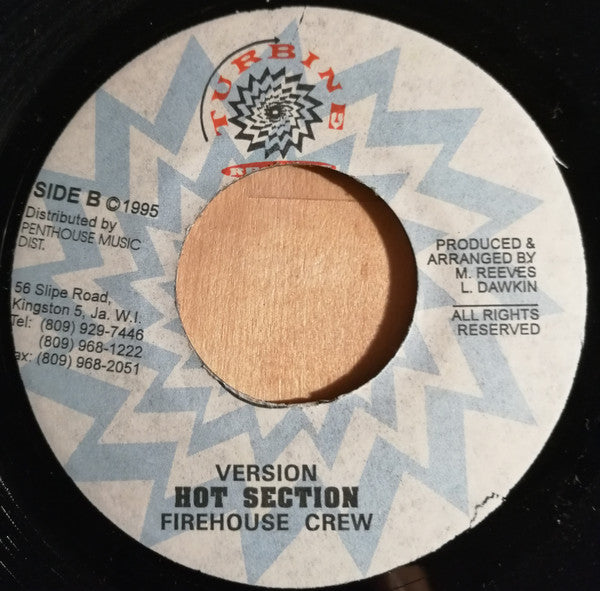 TURBINE
SIDE B © 1995
Distributed by
PENTHOUSE MUSIC
DIST.
56 Slipe Road,
Kingston 5, Ja. W.I.
Tel: (809) 929-7446
(809) 968-1222
Fax: (809) 968-2051
PRODUCED &
ARRANGED BY
M. REEVES
L. DAWKIN
ALL RIGHTS
RESERVED
VERSION
HOT SECTION
FIREHOUSE CREW